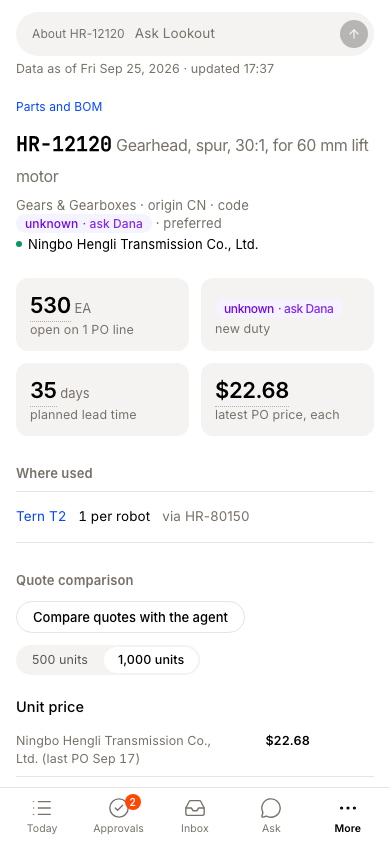 About HR-12120 Ask Lookout
Data as of Fri Sep 25, 2026 · updated 17:37
Parts and BOM
HR-12120 Gearhead, spur, 30:1, for 60 mm lift
motor
Gears & Gearboxes · origin CN · code
unknown · ask Dana · preferred
Ningbo Hengli Transmission Co., Ltd.
530 EA
open on 1 PO line
unknown · ask Dana
new duty
35 days
planned lead time
$22.68
latest PO price, each
Where used
Tern T2 1 per robot via HR-80150
Quote comparison
Compare quotes with the agent
500 units 1,000 units
Unit price
Ningbo Hengli Transmission Co., $22.68
Ltd. (last PO Sep 17)
2
Today Approvals Inbox Ask More